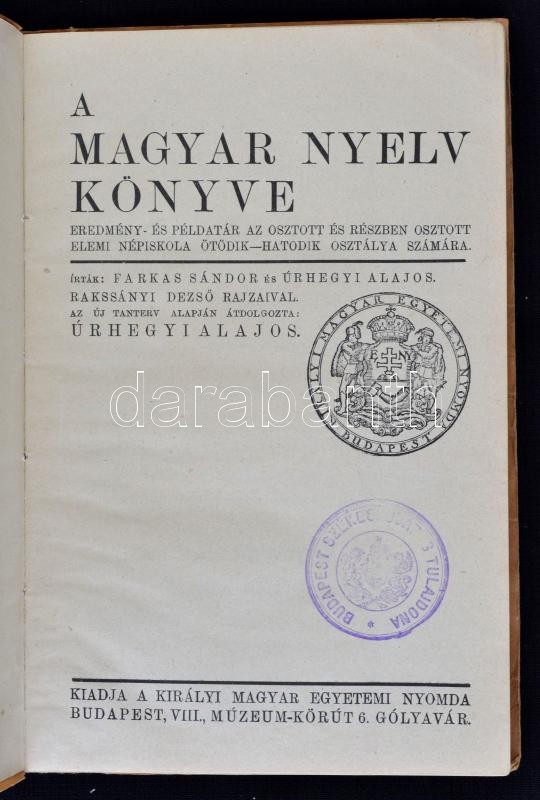 A
MAGYAR NYELV
KÖNYVE
EREDMÉNY- ÉS PÉLDATÁR AZ OSZTOTT ÉS RÉSZBEN OSZTOTT
ELEMI NÉPISKOLA ÖTÖDIK—HATODIK OSZTÁLYA SZÁMÁRA.
ÍRTÁK: FARKAS SÁNDOR ÉS ÚRHEGYI ALAJOS.
RAKSSÁNYI DEZSŐ RAJZAIVAL.
AZ ÚJ TANTERV ALAPJÁN ÁTDOLGOZTA:
ÚRHEGYI ALAJOS.
KIRÁLYI MAGYAR EGYETEMI NYOMDA
E NY
BUDAPEST
darabanth
BUDAPEST TULAJDONA *
KIADJA A KIRÁLYI MAGYAR EGYETEMI NYOMDA
BUDAPEST, VIII., MÚZEUM-KÖRÚT 6. GÓLYAVÁR.